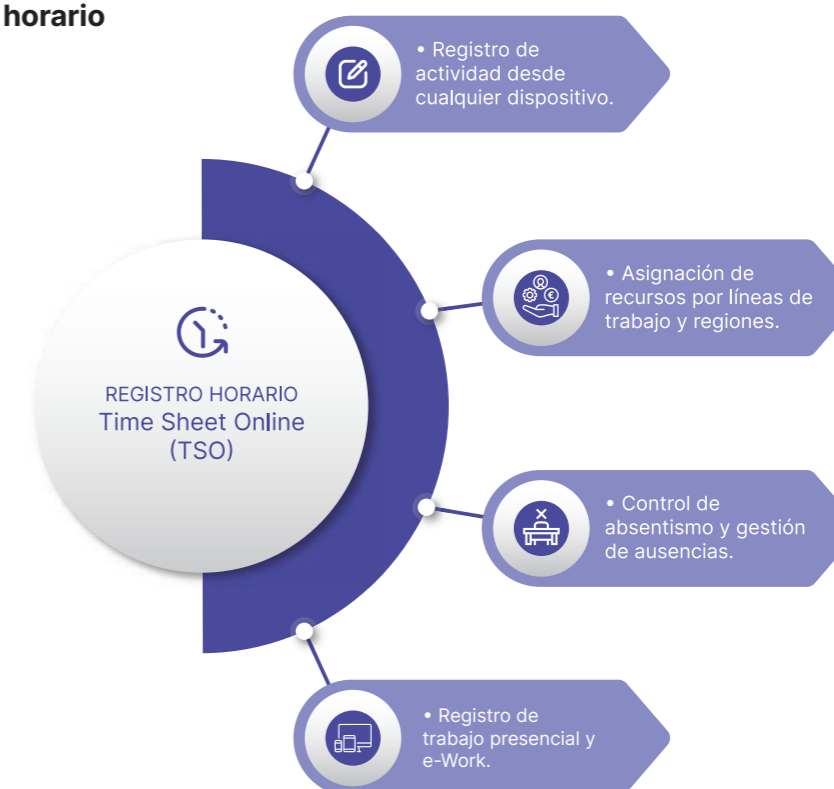 horario
• Registro de
actividad desde
cualquier dispositivo.
• Asignación de
recursos por líneas de
trabajo y regiones.
REGISTRO HORARIO
Time Sheet Online
(TSO)
• Control de
absentismo y gestión
de ausencias.
• Registro de
trabajo presencial y
e-Work.